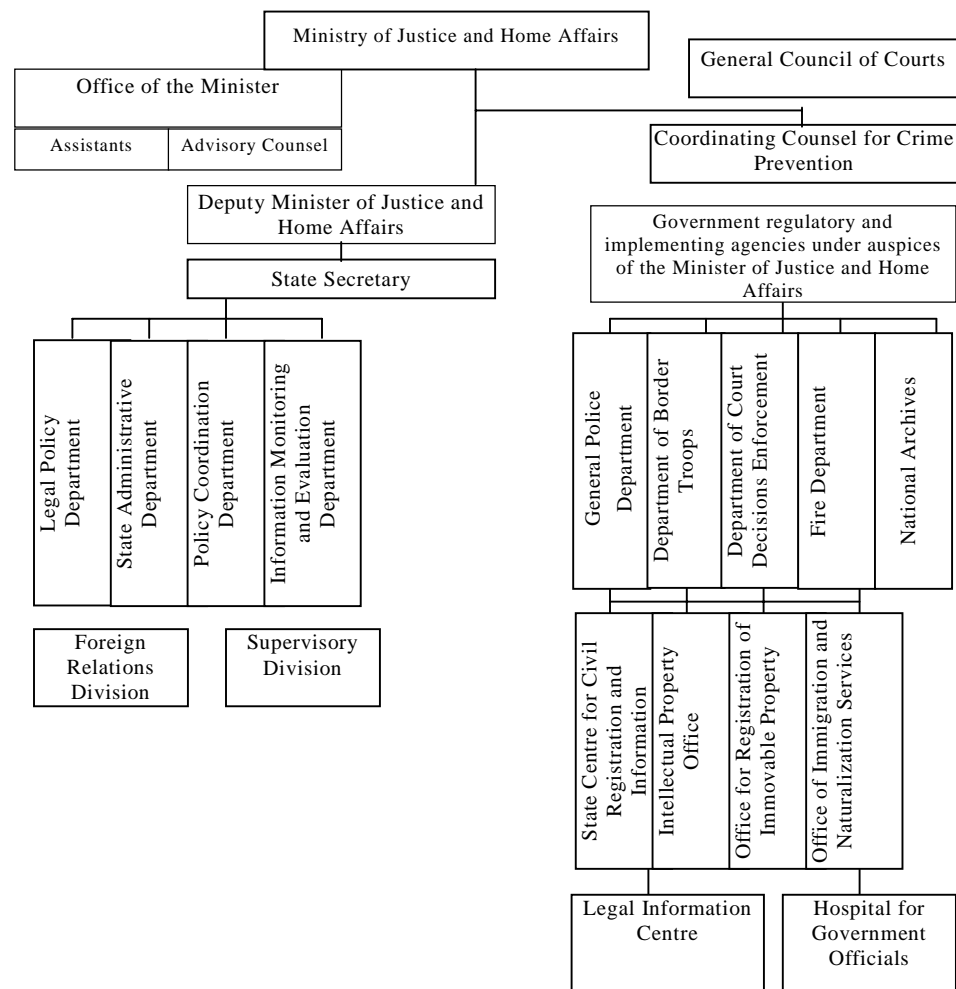 Ministry of Justice and Home Affairs
General Council of Courts
Office of the Minister
Assistants
Advisory Counsel
Coordinating Counsel for Crime
Prevention
Deputy Minister of Justice and
Home Affairs
State Secretary
Government regulatory and
implementing agencies under auspices
of the Minister of Justice and Home
Affairs
Legal Policy
Department
State Administrative
Department
Policy Coordination
Department
Information Monitoring
and Evaluation
Department
General Police
Department
Department of Border
Troops
Department of Court
Decisions Enforcement
Fire Department
National Archives
Foreign
Relations
Division
Supervisory
Division
State Centre for Civil
Registration and
Information
Intellectual Property
Office
Office for Registration of
Immovable Property
Office of Immigration and
Naturalization Services
Legal Information
Centre
Hospital for
Government
Officials